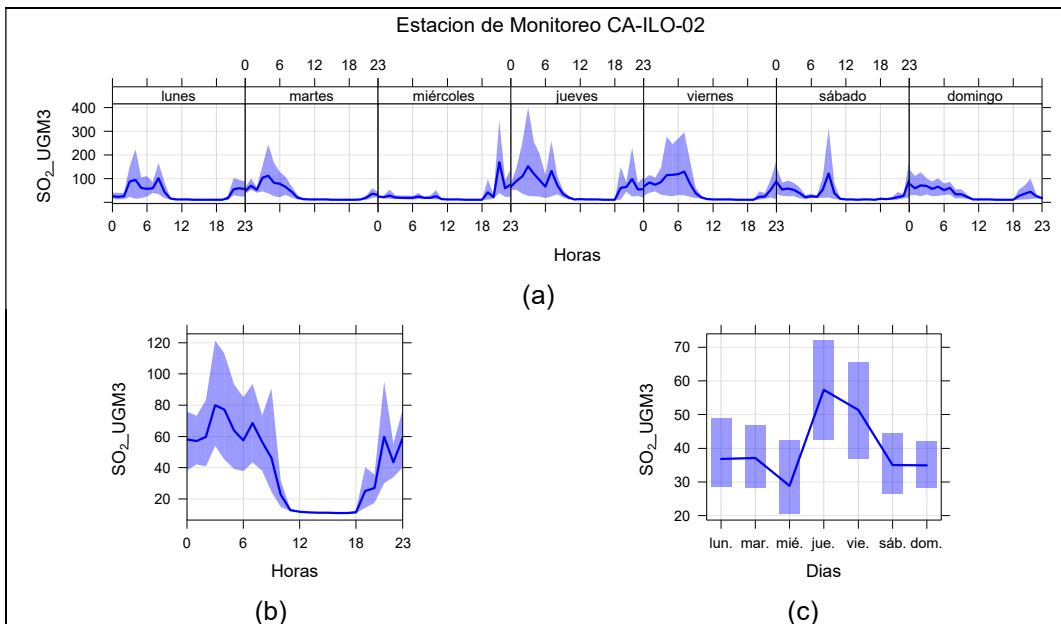 Estacion de Monitoreo CA-ILO-02
0 6 12 18 23 0 6 12 18 23 0 6 12 18 23
lunes martes miércoles jueves viernes sábado domingo
400
300
200
100
SO2_UGM3
0 6 12 18 23 0 6 12 18 23 0 6 12 18 23 0 6 12 18 23
Horas
(a)
120
100
80
60
40
20
SO2_UGM3
0 6 12 18 23
Horas
(b)
70
60
50
40
30
20
SO2_UGM3
lun. mar. mié. jue. vie. sáb. dom.
Dias
(c)